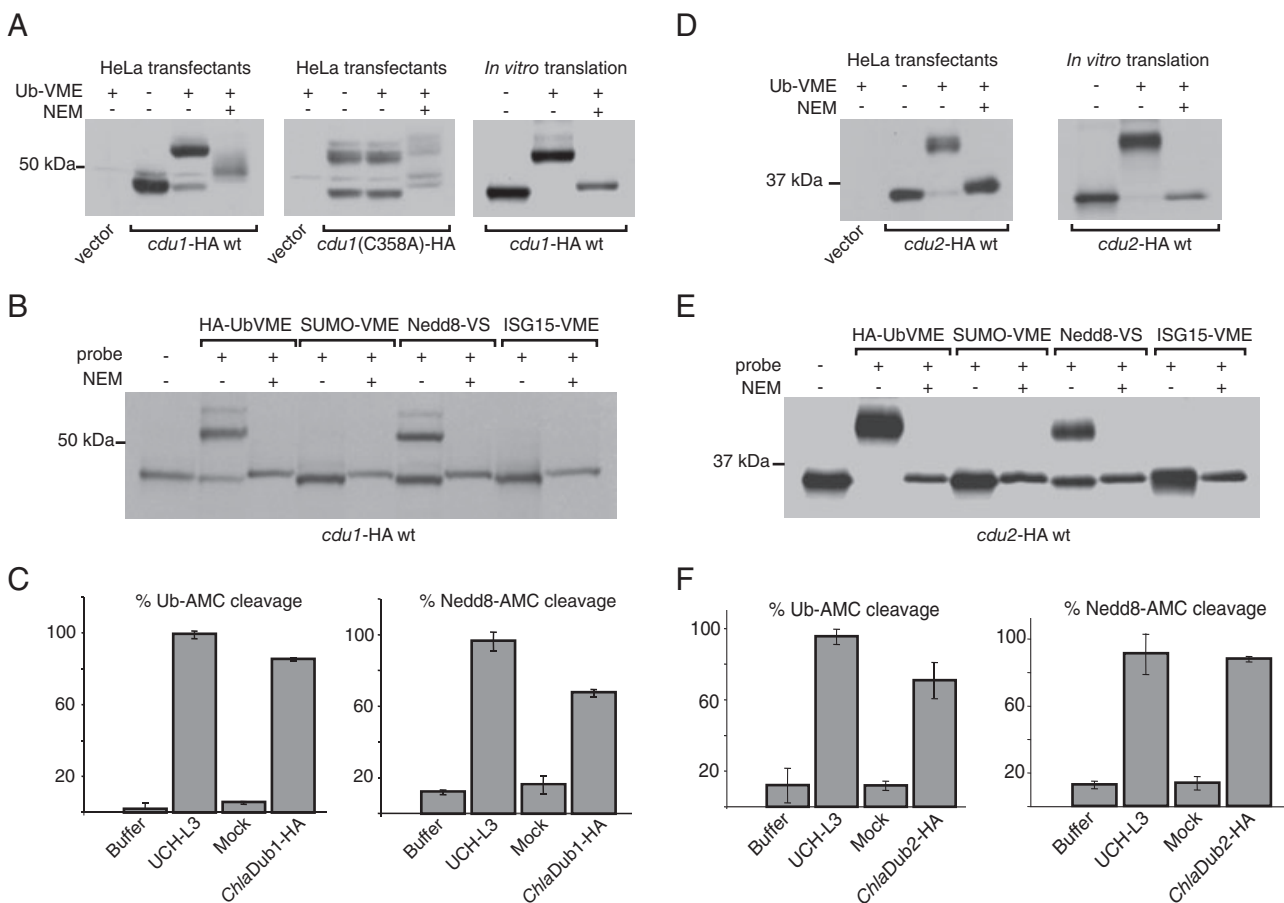 A
HeLa transfectants
HeLa transfectants
In vitro translation
Ub-VME + - + + + - + + - + +
NEM - - - + - - - + - - +
50 kDa
vector
cdu1-HA wt
vector
cdu1(C358A)-HA
cdu1-HA wt
D
HeLa transfectants
In vitro translation
Ub-VME + - + + - + +
NEM - - - + - - +
37 kDa
vector
cdu2-HA wt
cdu2-HA wt
B
HA-UbVME SUMO-VME Nedd8-VS ISG15-VME
probe - + + + + + + + +
NEM - - + - + - + - +
50 kDa
cdu1-HA wt
E
HA-UbVME SUMO-VME Nedd8-VS ISG15-VME
probe - + + + + + + + +
NEM - - + - + - + - +
37 kDa
cdu2-HA wt
C
% Ub-AMC cleavage
100
60
20
Buffer
UCH-L3
Mock
ChlaDub1-HA
% Nedd8-AMC cleavage
100
60
20
Buffer
UCH-L3
Mock
ChlaDub1-HA
F
% Ub-AMC cleavage
100
60
20
Buffer
UCH-L3
Mock
ChlaDub2-HA
% Nedd8-AMC cleavage
100
60
20
Buffer
UCH-L3
Mock
ChlaDub2-HA